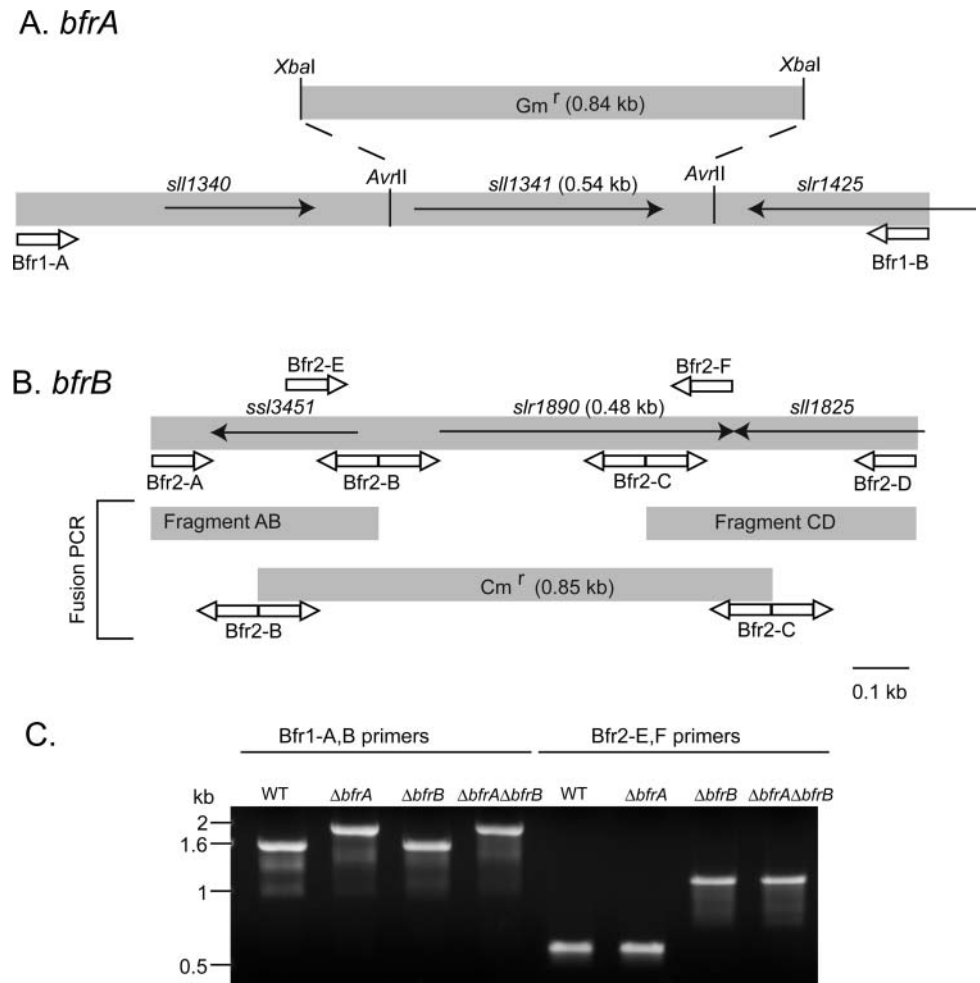 A. bfrA
XbaI XbaI
Gm r (0.84 kb)
sll1340 AvrII sll1341 (0.54 kb) AvrII slr1425
Bfr1-A Bfr1-B
B. bfrB
Bfr2-E Bfr2-F
ssl3451 slr1890 (0.48 kb) sll1825
Bfr2-A Bfr2-B Bfr2-C Bfr2-D
Fusion PCR
Fragment AB Fragment CD
Cm r (0.85 kb)
Bfr2-B Bfr2-C
0.1 kb
C.
Bfr1-A,B primers Bfr2-E,F primers
kb WT ΔbfrA ΔbfrB ΔbfrAΔbfrB WT ΔbfrA ΔbfrB ΔbfrAΔbfrB
2
1.6
1
0.5